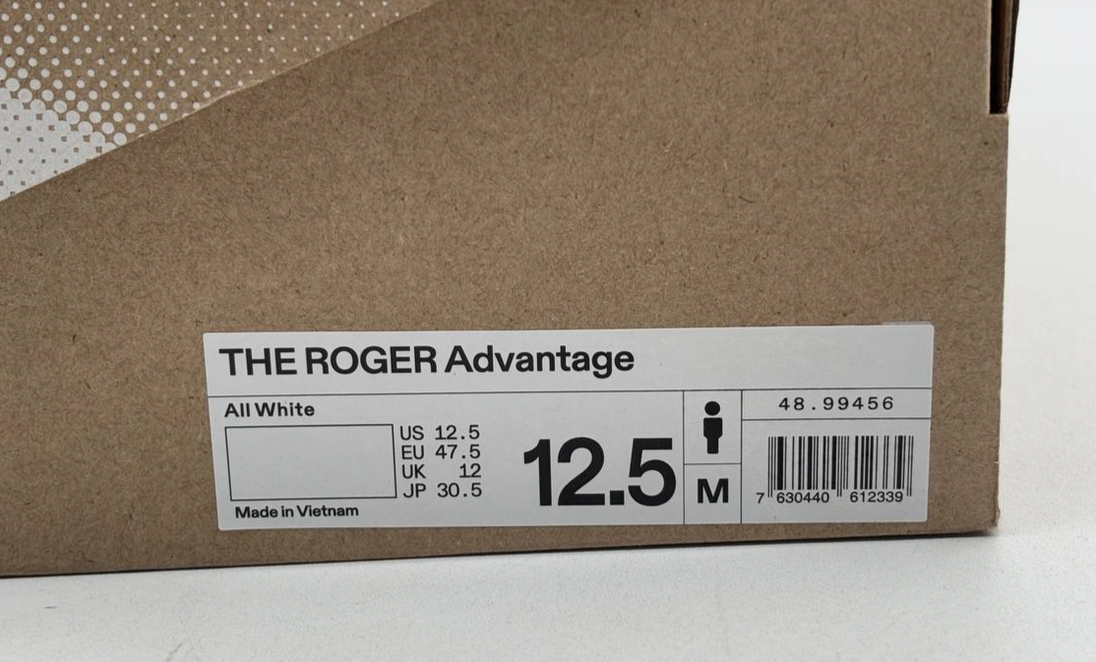 THE ROGER Advantage
All White
US 12.5
EU 47.5
UK 12
JP 30.5
Made in Vietnam
12.5
M
48.99456
7 630440 612339